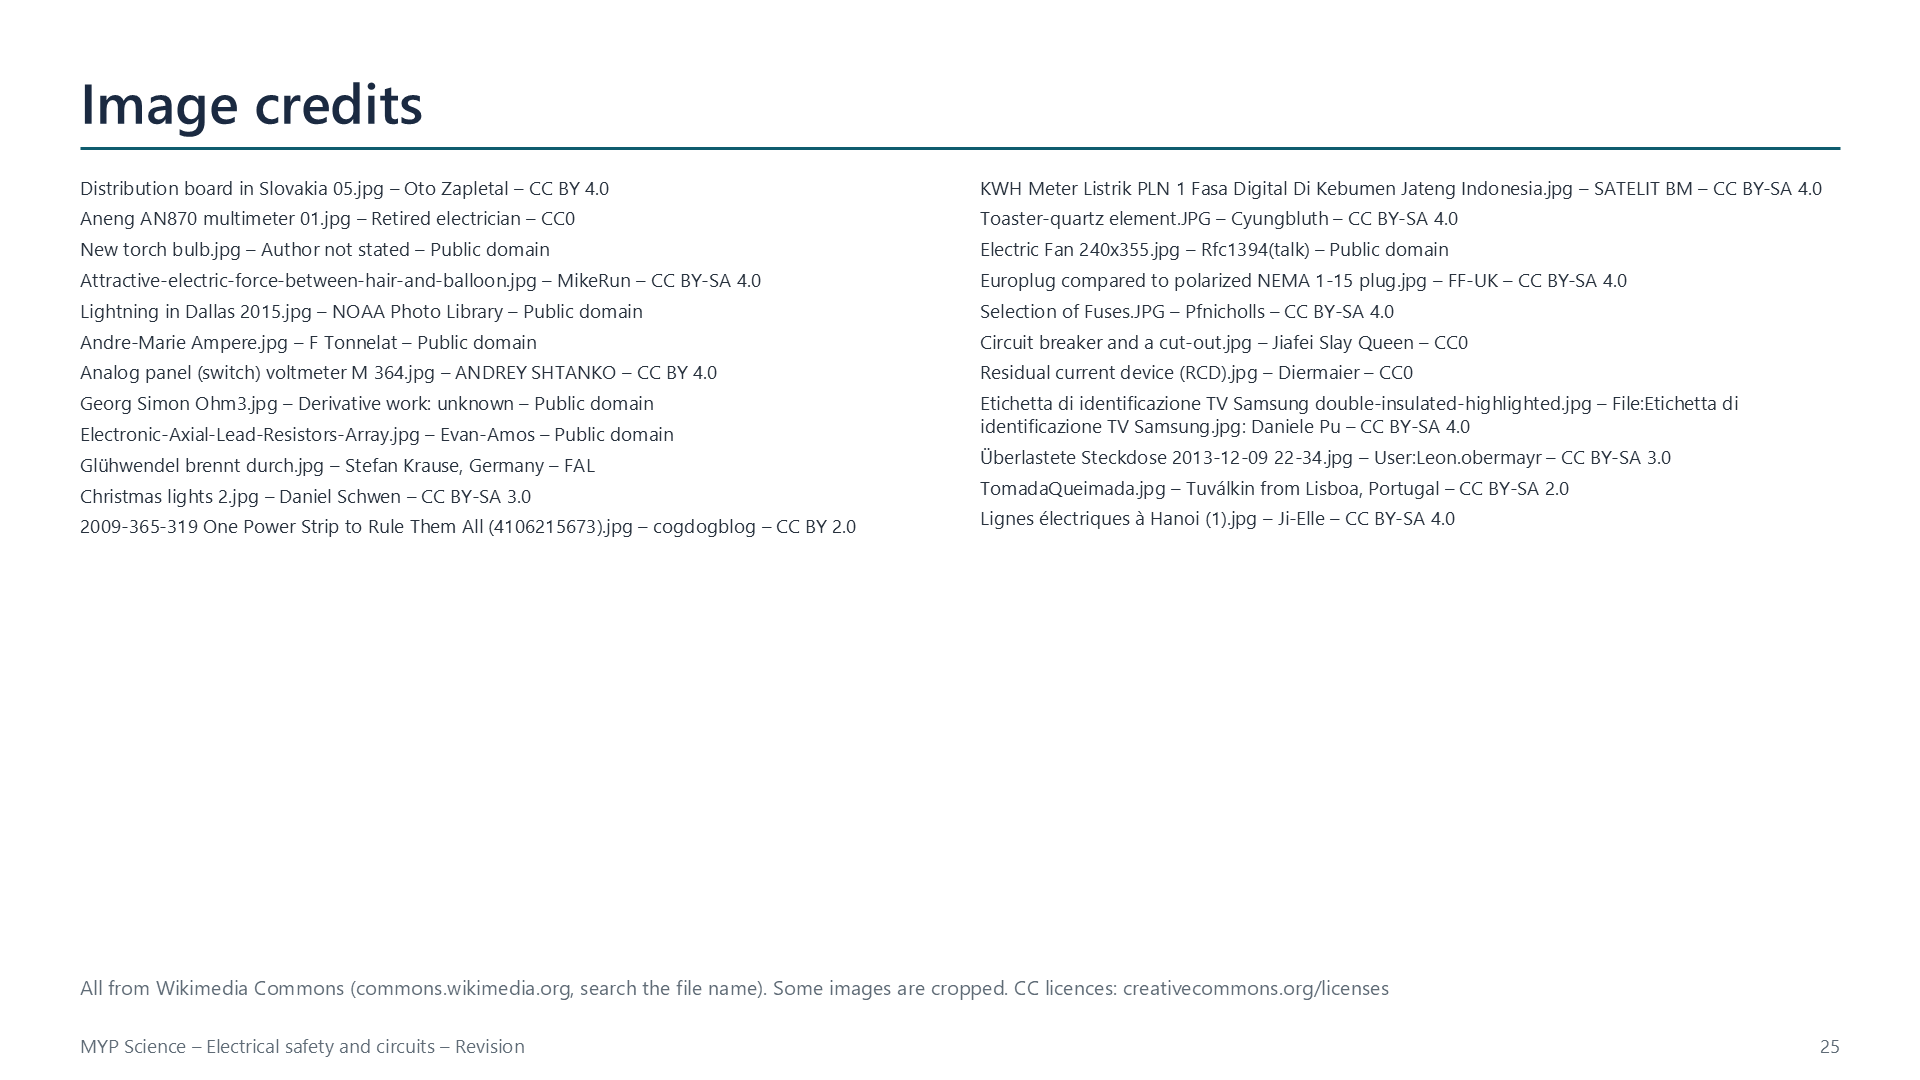 Image credits
Distribution board in Slovakia 05.jpg – Oto Zapletal – CC BY 4.0
Aneng AN870 multimeter 01.jpg – Retired electrician – CC0
New torch bulb.jpg – Author not stated – Public domain
Attractive-electric-force-between-hair-and-balloon.jpg – MikeRun – CC BY-SA 4.0
Lightning in Dallas 2015.jpg – NOAA Photo Library – Public domain
Andre-Marie Ampere.jpg – F Tonnelat – Public domain
Analog panel (switch) voltmeter M 364.jpg – ANDREY SHTANKO – CC BY 4.0
Georg Simon Ohm3.jpg – Derivative work: unknown – Public domain
Electronic-Axial-Lead-Resistors-Array.jpg – Evan-Amos – Public domain
Glühwendel brennt durch.jpg – Stefan Krause, Germany – FAL
Christmas lights 2.jpg – Daniel Schwen – CC BY-SA 3.0
2009-365-319 One Power Strip to Rule Them All (4106215673).jpg – cogdogblog – CC BY 2.0
KWH Meter Listrik PLN 1 Fasa Digital Di Kebumen Jateng Indonesia.jpg – SATELIT BM – CC BY-SA 4.0
Toaster-quartz element.JPG – Cyungbluth – CC BY-SA 4.0
Electric Fan 240x355.jpg – Rfc1394(talk) – Public domain
Europlug compared to polarized NEMA 1-15 plug.jpg – FF-UK – CC BY-SA 4.0
Selection of Fuses.JPG – Pfnicholls – CC BY-SA 4.0
Circuit breaker and a cut-out.jpg – Jiafei Slay Queen – CC0
Residual current device (RCD).jpg – Diermaier – CC0
Etichetta di identificazione TV Samsung double-insulated-highlighted.jpg – File:Etichetta di
identificazione TV Samsung.jpg: Daniele Pu – CC BY-SA 4.0
Überlastete Steckdose 2013-12-09 22-34.jpg – User:Leon.obermayr – CC BY-SA 3.0
TomadaQueimada.jpg – Tuválkin from Lisboa, Portugal – CC BY-SA 2.0
Lignes électriques à Hanoi (1).jpg – Ji-Elle – CC BY-SA 4.0
All from Wikimedia Commons (commons.wikimedia.org, search the file name). Some images are cropped. CC licences: creativecommons.org/licenses
MYP Science – Electrical safety and circuits – Revision
25